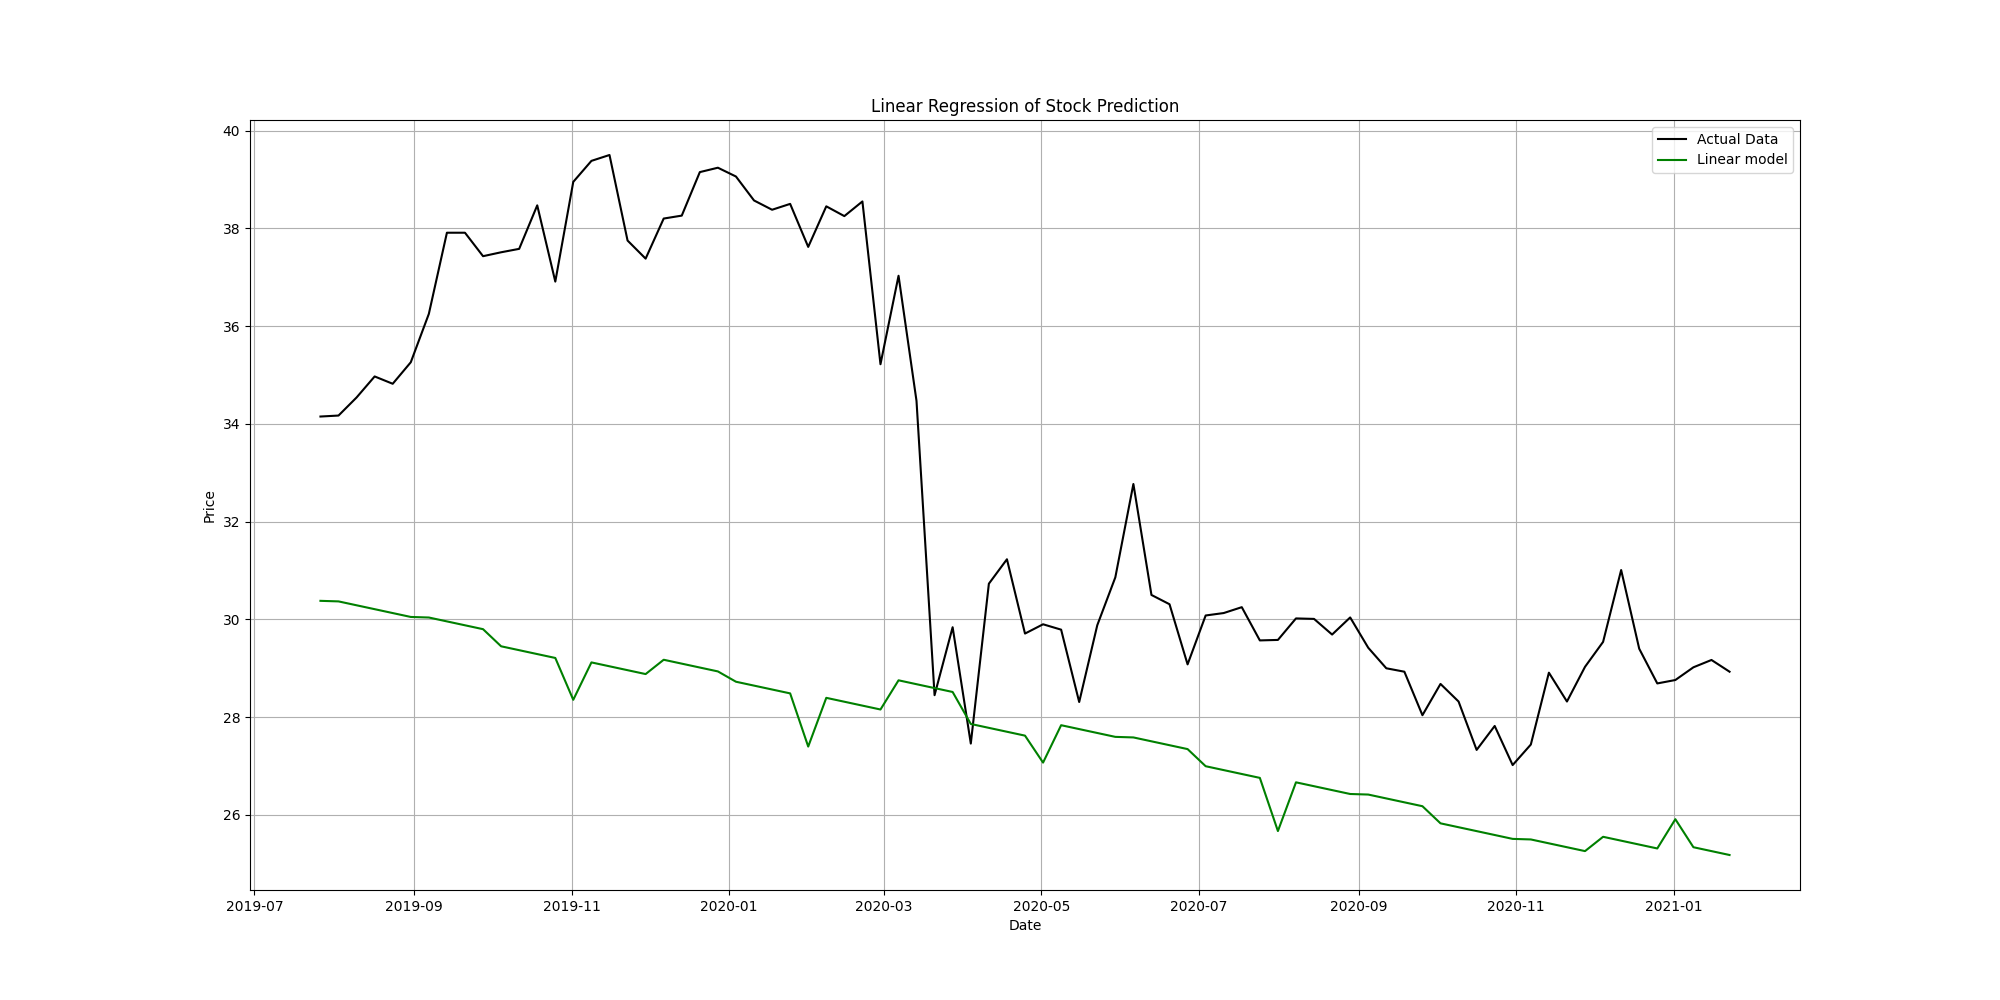 Linear Regression of Stock Prediction
Actual Data
Linear model
40
38
36
34
32
30
28
26
Price
2019-07 2019-09 2019-11 2020-01 2020-03 2020-05 2020-07 2020-09 2020-11 2021-01
Date